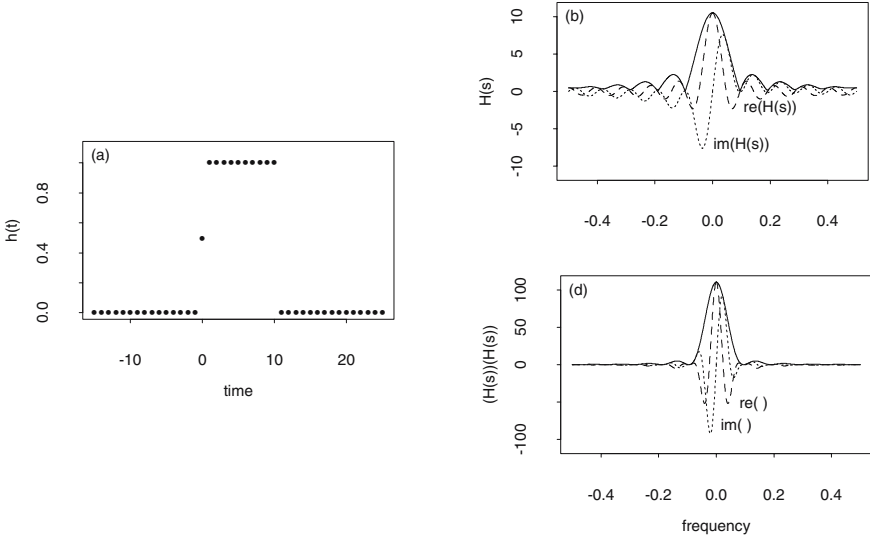 (a)
h(t)
0.0
0.4
0.8
-10
0
10
20
time
(b)
H(s)
10
5
0
-5
-10
re(H(s))
im(H(s))
-0.4
-0.2
0.0
0.2
0.4
(d)
(H(s))(H(s))
100
50
0
-100
re( )
im( )
-0.4
-0.2
0.0
0.2
0.4
frequency